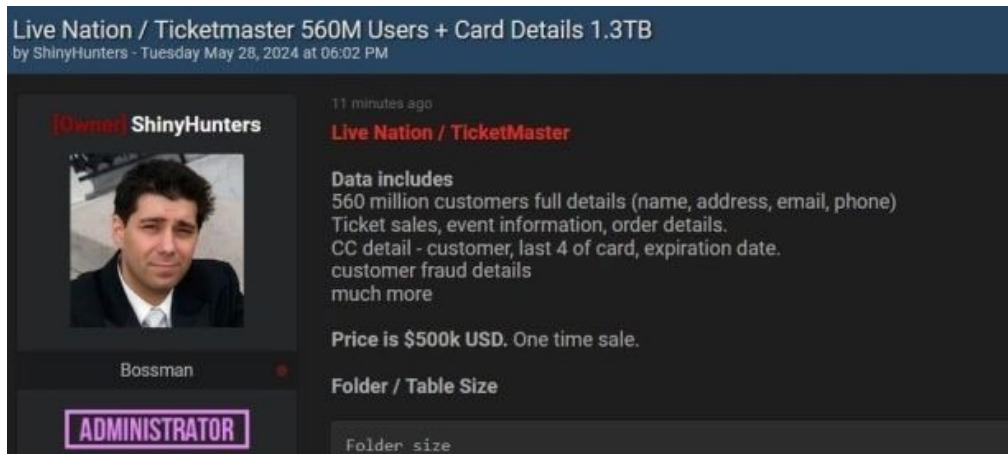 Live Nation / Ticketmaster 560M Users + Card Details 1.3TB
by ShinyHunters - Tuesday May 28, 2024 at 06:02 PM
[Owner] ShinyHunters
Bossman
ADMINISTRATOR
11 minutes ago
Live Nation / TicketMaster
Data includes
560 million customers full details (name, address, email, phone)
Ticket sales, event information, order details.
CC detail - customer, last 4 of card, expiration date.
customer fraud details
much more
Price is $500k USD. One time sale.
Folder / Table Size
Folder size